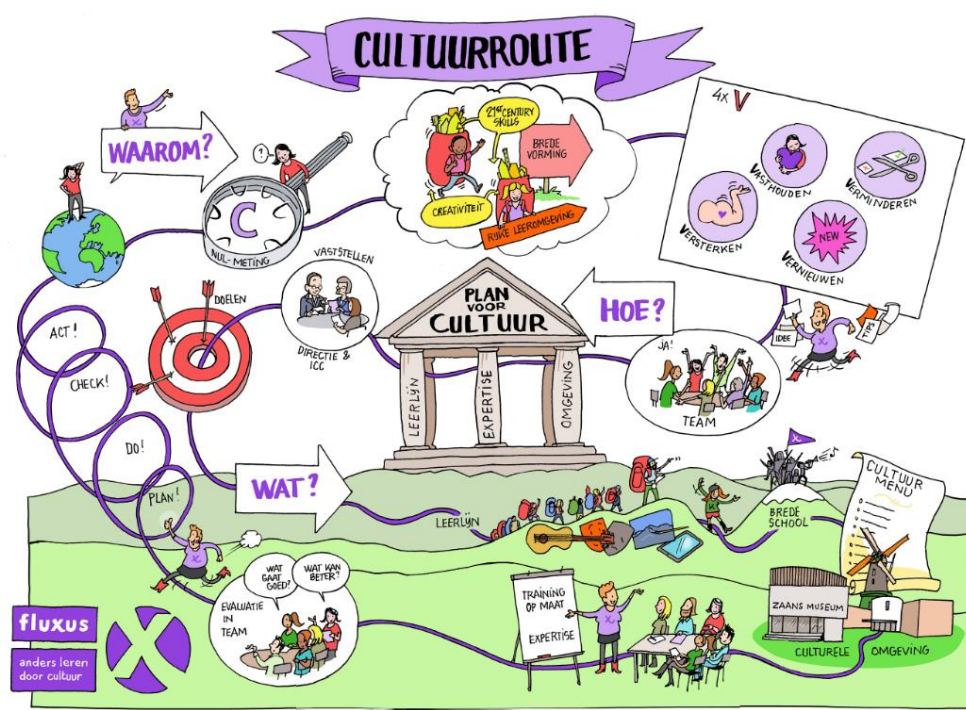 CULTUURROUTE
WAAROM?
?
C
NUL-METING
21ST CENTURY
SKILLS
BREDE
VORMING
CREATIVITEIT
RIJKE LEEROMGEVING
4x V
VASTHOUDEN
VERMINDEREN
VERSTERKEN
NEW
VERNIEUWEN
IDEE
TIPS
HOE?
JA!
TEAM
PLAN
VOOR
CULTUUR
LEERLIJN
EXPERTISE
OMGEVING
VASTSTELLEN
DIRECTIE &
ICC
DOELEN
ACT!
CHECK!
DO!
PLAN!
WAT?
LEERLIJN
BREDE
SCHOOL
CULTUUR
MENU
ZAANS MUSEUM
CULTURELE OMGEVING
TRAINING
OP MAAT
EXPERTISE
WAT
GAAT
GOED?
WAT KAN
BETER?
EVALUATIE
IN
TEAM
fluxus
anders leren
door cultuur
X